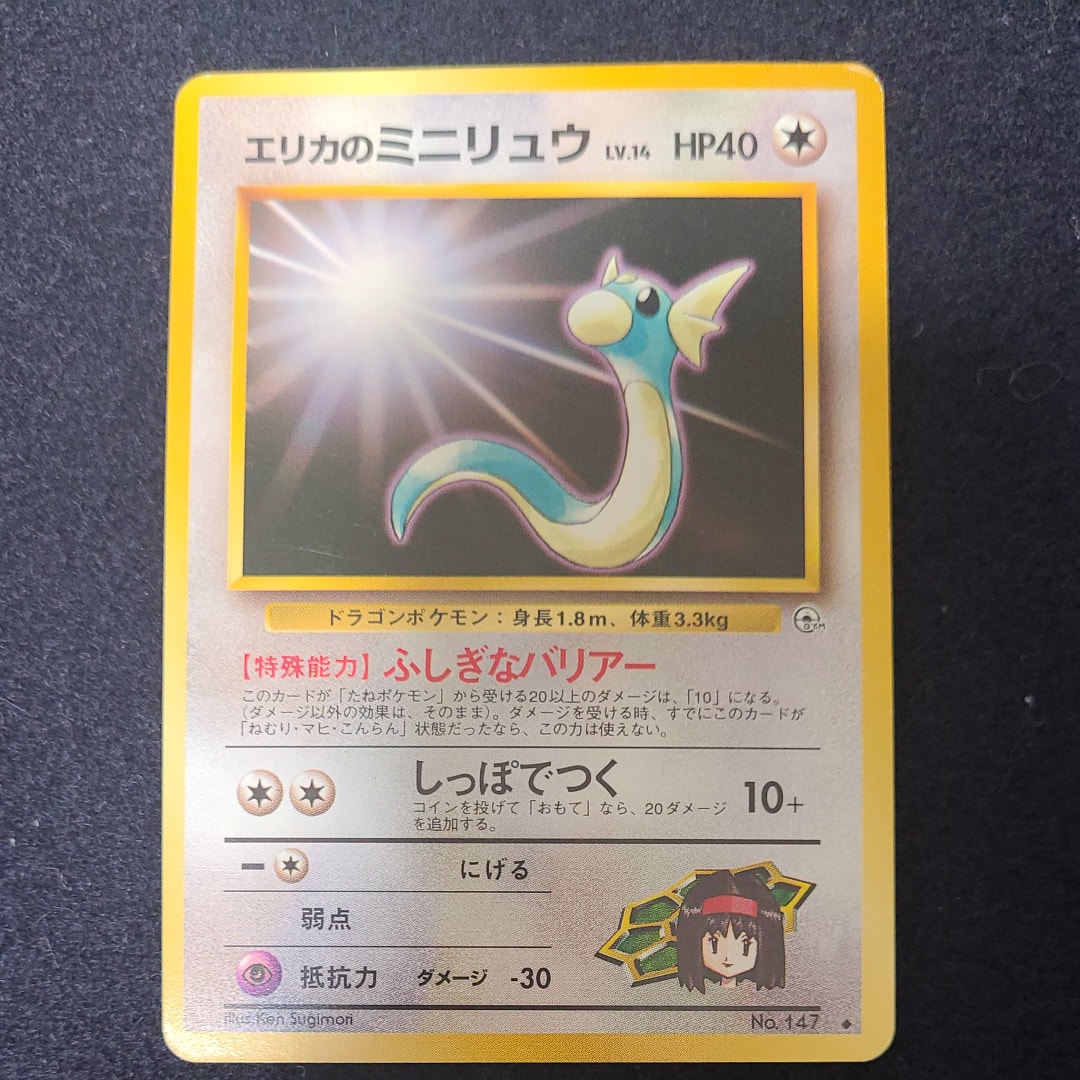 エリカのミニリュウ LV.14 HP40
ドラゴンポケモン：身長1.8m、体重3.3kg
GYM
【特殊能力】ふしぎなバリアー
このカードが「たねポケモン」から受ける20以上のダメージは、「10」になる。
(ダメージ以外の効果は、そのまま)。ダメージを受ける時、すでにこのカードが
「ねむり・マヒ・こんらん」状態だったなら、この力は使えない。
しっぽでつく 10+
コインを投げて「おもて」なら、20ダメージ
を追加する。
− にげる
弱点
抵抗力 ダメージ -30
Illus. Ken Sugimori No. 147